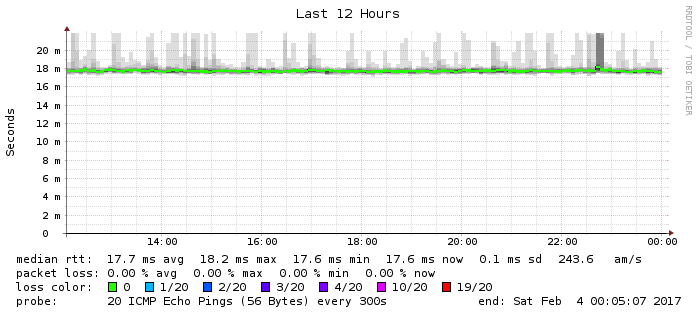 Last 12 Hours
RRDTOOL / TOBI OETIKER
Seconds
20 m
18 m
16 m
14 m
12 m
10 m
8 m
6 m
4 m
2 m
0
14:00 16:00 18:00 20:00 22:00 00:00
median rtt: 17.7 ms avg 18.2 ms max 17.6 ms min 17.6 ms now 0.1 ms sd 243.6 am/s
packet loss: 0.00 % avg 0.00 % max 0.00 % min 0.00 % now
loss color: 0 1/20 2/20 3/20 4/20 10/20 19/20
probe: 20 ICMP Echo Pings (56 Bytes) every 300s end: Sat Feb 4 00:05:07 2017